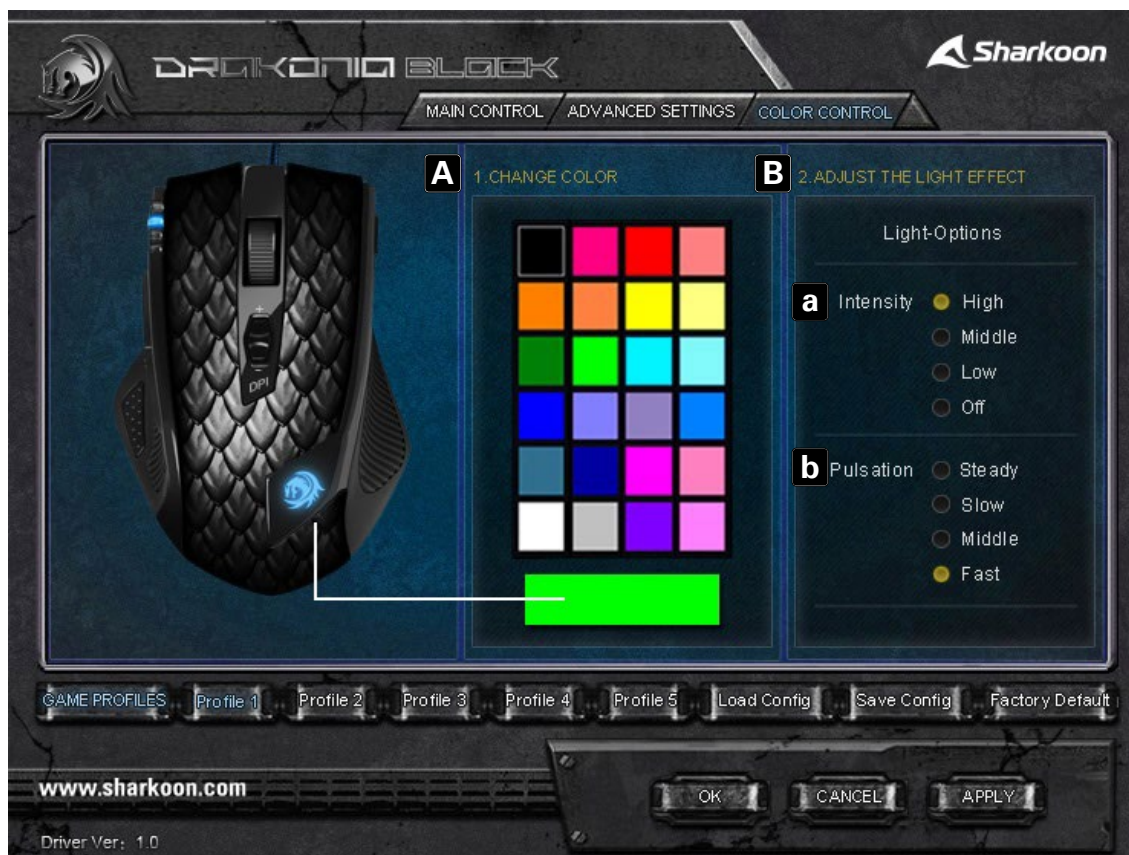 DRAKONIA BLACK
Sharkoon
MAIN CONTROL
ADVANCED SETTINGS
COLOR CONTROL
A
1.CHANGE COLOR
B
2.ADJUST THE LIGHT EFFECT
Light-Options
a Intensity High
Middle
Low
Off
b Pulsation Steady
Slow
Middle
Fast
+
-
DPI
GAME PROFILES Profile 1 Profile 2 Profile 3 Profile 4 Profile 5 Load Config Save Config Factory Default
www.sharkoon.com
OK CANCEL APPLY
Driver Ver: 1.0